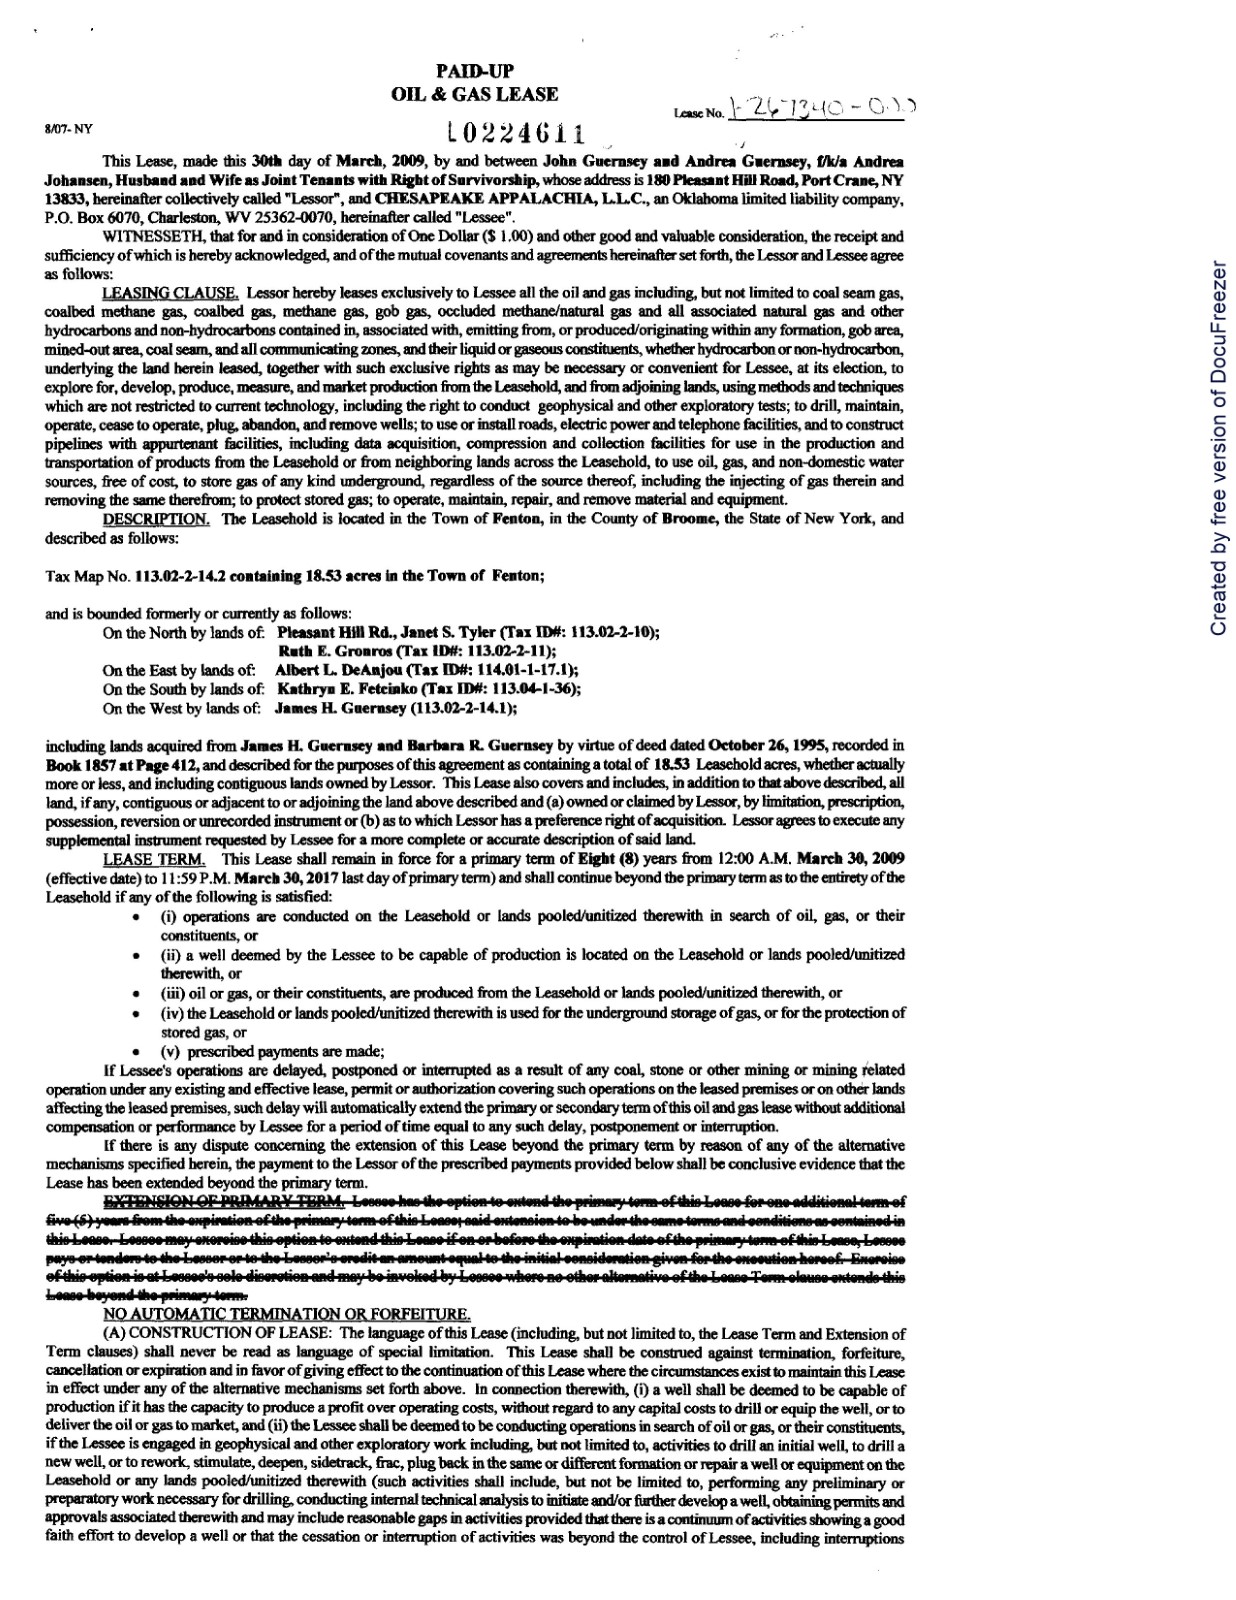 PAID-UP
OIL & GAS LEASE
Lease No. 1-267340-000
8/07- NY
L0224611
This Lease, made this 30th day of March, 2009, by and between John Guernsey and Andrea Guernsey, f/k/a Andrea
Johansen, Husband and Wife as Joint Tenants with Right of Survivorship, whose address is 180 Pleasant Hill Road, Port Crane, NY
13833, hereinafter collectively called "Lessor", and CHESAPEAKE APPALACHIA, L.L.C., an Oklahoma limited liability company,
P.O. Box 6070, Charleston, WV 25362-0070, hereinafter called "Lessee".
WITNESSETH, that for and in consideration of One Dollar ($ 1.00) and other good and valuable consideration, the receipt and
sufficiency of which is hereby acknowledged, and of the mutual covenants and agreements hereinafter set forth, the Lessor and Lessee agree
as follows:
LEASING CLAUSE. Lessor hereby leases exclusively to Lessee all the oil and gas including, but not limited to coal seam gas,
coalbed methane gas, coalbed gas, methane gas, gob gas, occluded methane/natural gas and all associated natural gas and other
hydrocarbons and non-hydrocarbons contained in, associated with, emitting from, or produced/originating within any formation, gob area,
mined-out area, coal seam, and all communicating zones, and their liquid or gaseous constituents, whether hydrocarbon or non-hydrocarbon,
underlying the land herein leased, together with such exclusive rights as may be necessary or convenient for Lessee, at its election, to
explore for, develop, produce, measure, and market production from the Leasehold, and from adjoining lands, using methods and techniques
which are not restricted to current technology, including the right to conduct geophysical and other exploratory tests; to drill, maintain,
operate, cease to operate, plug, abandon, and remove wells; to use or install roads, electric power and telephone facilities, and to construct
pipelines with appurtenant facilities, including data acquisition, compression and collection facilities for use in the production and
transportation of products from the Leasehold or from neighboring lands across the Leasehold, to use oil, gas, and non-domestic water
sources, free of cost, to store gas of any kind underground, regardless of the source thereof, including the injecting of gas therein and
removing the same therefrom; to protect stored gas; to operate, maintain, repair, and remove material and equipment.
DESCRIPTION. The Leasehold is located in the Town of Fenton, in the County of Broome, the State of New York, and
described as follows:
Tax Map No. 113.02-2-14.2 containing 18.53 acres in the Town of Fenton;
and is bounded formerly or currently as follows:
On the North by lands of: Pleasant Hill Rd., Janet S. Tyler (Tax ID#: 113.02-2-10);
Ruth E. Gronros (Tax ID#: 113.02-2-11);
On the East by lands of: Albert L. DeAnjou (Tax ID#: 114.01-1-17.1);
On the South by lands of: Kathryn E. Fetcinko (Tax ID#: 113.04-1-36);
On the West by lands of: James H. Guernsey (113.02-2-14.1);
including lands acquired from James H. Guernsey and Barbara R. Guernsey by virtue of deed dated October 26, 1995, recorded in
Book 1857 at Page 412, and described for the purposes of this agreement as containing a total of 18.53 Leasehold acres, whether actually
more or less, and including contiguous lands owned by Lessor. This Lease also covers and includes, in addition to that above described, all
land, if any, contiguous or adjacent to or adjoining the land above described and (a) owned or claimed by Lessor, by limitation, prescription,
possession, reversion or unrecorded instrument or (b) as to which Lessor has a preference right of acquisition. Lessor agrees to execute any
supplemental instrument requested by Lessee for a more complete or accurate description of said land.
LEASE TERM. This Lease shall remain in force for a primary term of Eight (8) years from 12:00 A.M. March 30, 2009
(effective date) to 11:59 P.M. March 30, 2017 last day of primary term) and shall continue beyond the primary term as to the entirety of the
Leasehold if any of the following is satisfied:
• (i) operations are conducted on the Leasehold or lands pooled/unitized therewith in search of oil, gas, or their
constituents, or
• (ii) a well deemed by the Lessee to be capable of production is located on the Leasehold or lands pooled/unitized
therewith, or
• (iii) oil or gas, or their constituents, are produced from the Leasehold or lands pooled/unitized therewith, or
• (iv) the Leasehold or lands pooled/unitized therewith is used for the underground storage of gas, or for the protection of
stored gas, or
• (v) prescribed payments are made;
If Lessee's operations are delayed, postponed or interrupted as a result of any coal, stone or other mining or mining related
operation under any existing and effective lease, permit or authorization covering such operations on the leased premises or on other lands
affecting the leased premises, such delay will automatically extend the primary or secondary term of this oil and gas lease without additional
compensation or performance by Lessee for a period of time equal to any such delay, postponement or interruption.
If there is any dispute concerning the extension of this Lease beyond the primary term by reason of any of the alternative
mechanisms specified herein, the payment to the Lessor of the prescribed payments provided below shall be conclusive evidence that the
Lease has been extended beyond the primary term.
EXTENSION OF PRIMARY TERM. Lessee has the option to extend the primary term of this Lease for one additional term of
five (5) years from the expiration of the primary term of this Lease; said extension to be under the same terms and conditions as contained in
this Lease. Lessee may exercise this option to extend this Lease if on or before the expiration date of the primary term of this Lease, Lessee
pays or tenders to the Lessor or to the Lessor's credit an amount equal to the initial consideration given for the execution hereof. Exercise
of this option is at Lessee's sole discretion and may be invoked by Lessee where no other alternative of the Lease Term clause extends this
Lease beyond the primary term.
NO AUTOMATIC TERMINATION OR FORFEITURE.
(A) CONSTRUCTION OF LEASE: The language of this Lease (including, but not limited to, the Lease Term and Extension of
Term clauses) shall never be read as language of special limitation. This Lease shall be construed against termination, forfeiture,
cancellation or expiration and in favor of giving effect to the continuation of this Lease where the circumstances exist to maintain this Lease
in effect under any of the alternative mechanisms set forth above. In connection therewith, (i) a well shall be deemed to be capable of
production if it has the capacity to produce a profit over operating costs, without regard to any capital costs to drill or equip the well, or to
deliver the oil or gas to market, and (ii) the Lessee shall be deemed to be conducting operations in search of oil or gas, or their constituents,
if the Lessee is engaged in geophysical and other exploratory work including, but not limited to, activities to drill an initial well, to drill a
new well, or to rework, stimulate, deepen, sidetrack, frac, plug back in the same or different formation or repair a well or equipment on the
Leasehold or any lands pooled/unitized therewith (such activities shall include, but not be limited to, performing any preliminary or
preparatory work necessary for drilling, conducting internal technical analysis to initiate and/or further develop a well, obtaining permits and
approvals associated therewith and may include reasonable gaps in activities provided that there is a continuum of activities showing a good
faith effort to develop a well or that the cessation or interruption of activities was beyond the control of Lessee, including interruptions
Created by free version of DocuFreezer